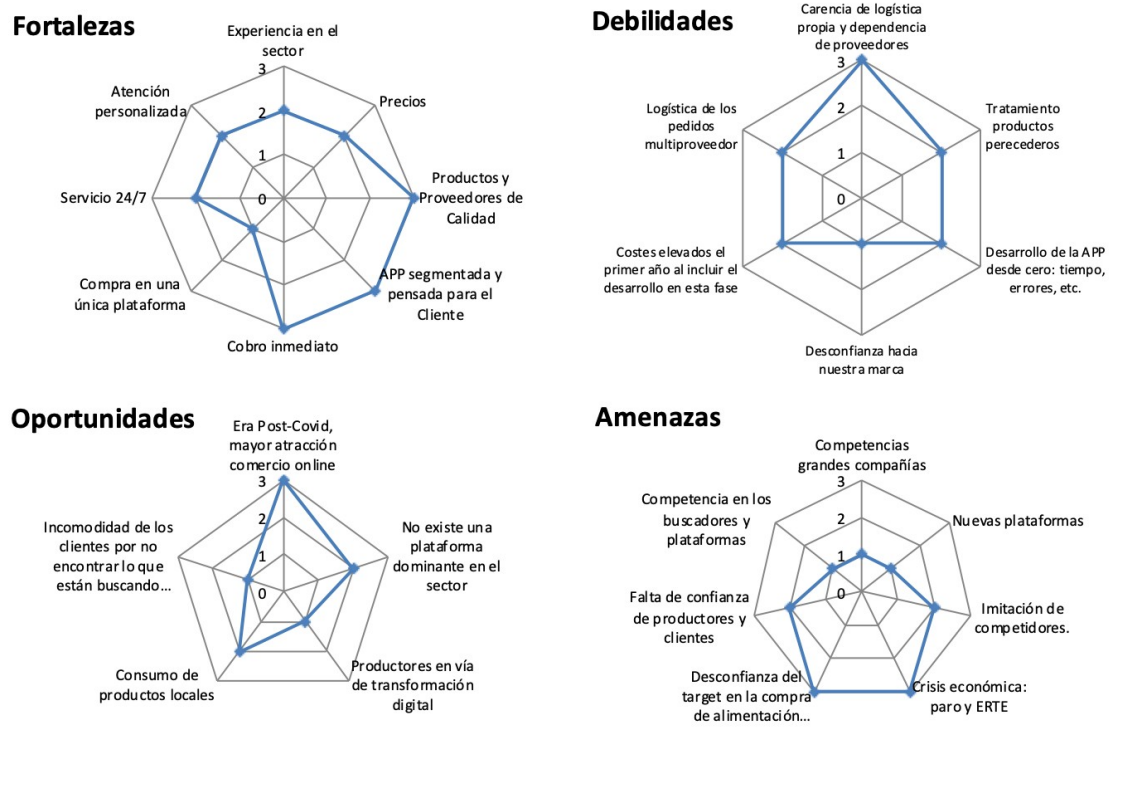 Fortalezas
Experiencia en el
sector
3
2
1
0
Precios
Productos y
Proveedores de
Calidad
APP segmentada y
pensada para el
Cliente
Cobro inmediato
Compra en una
única plataforma
Servicio 24/7
Atención
personalizada
Debilidades
Carencia de logística
propia y dependencia
de proveedores
3
2
1
0
Tratamiento
productos
perecederos
Desarrollo de la APP
desde cero: tiempo,
errores, etc.
Desconfianza hacia
nuestra marca
Costes elevados el
primer año al incluir el
desarrollo en esta fase
Logística de los
pedidos
multiproveedor
Oportunidades
Era Post-Covid,
mayor atracción
comercio online
3
2
1
0
No existe una
plataforma
dominante en el
sector
Productores en vía
de transformación
digital
Consumo de
productos locales
Incomodidad de los
clientes por no
encontrar lo que
están buscando...
Amenazas
Competencias
grandes compañías
3
2
1
0
Nuevas plataformas
Imitación de
competidores.
Crisis económica:
paro y ERTE
Desconfianza del
target en la compra
de alimentación...
Falta de confianza
de productores y
clientes
Competencia en los
buscadores y
plataformas